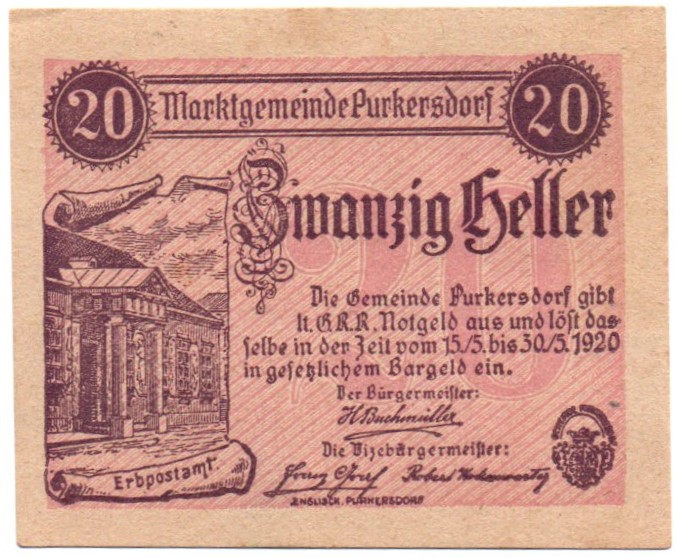 20 Marktgemeinde Purkersdorf 20
Zwanzig Heller
Die Gemeinde Purkersdorf gibt
lt. G.R.R. Notgeld aus und löst das-
selbe in der Zeit vom 15./5. bis 30./5. 1920
in gesetzlichem Bargeld ein.
Der Bürgermeister:
H Buchmüller
Die Vizebürgermeister:
Erbpostamt.
ENGLISCH, PURKERSDORF